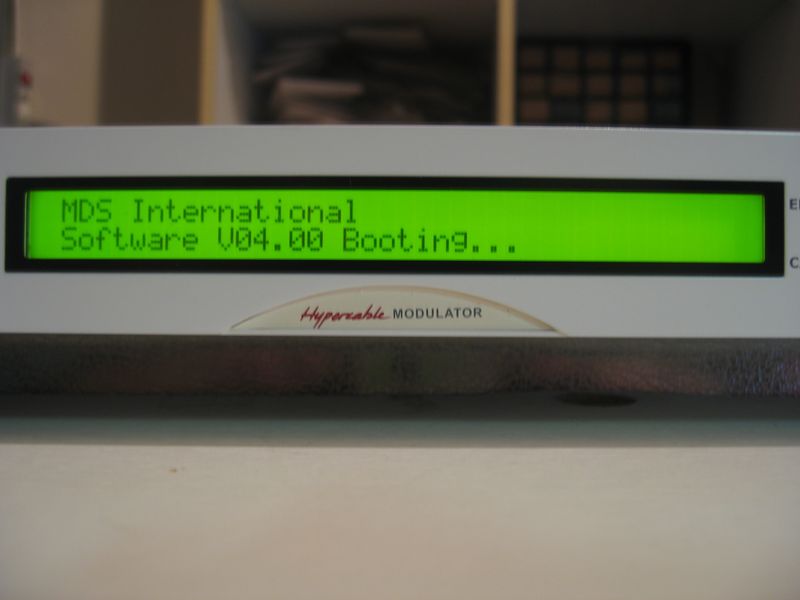 MDS International
Software V04.00 Booting...
Hypercable MODULATOR